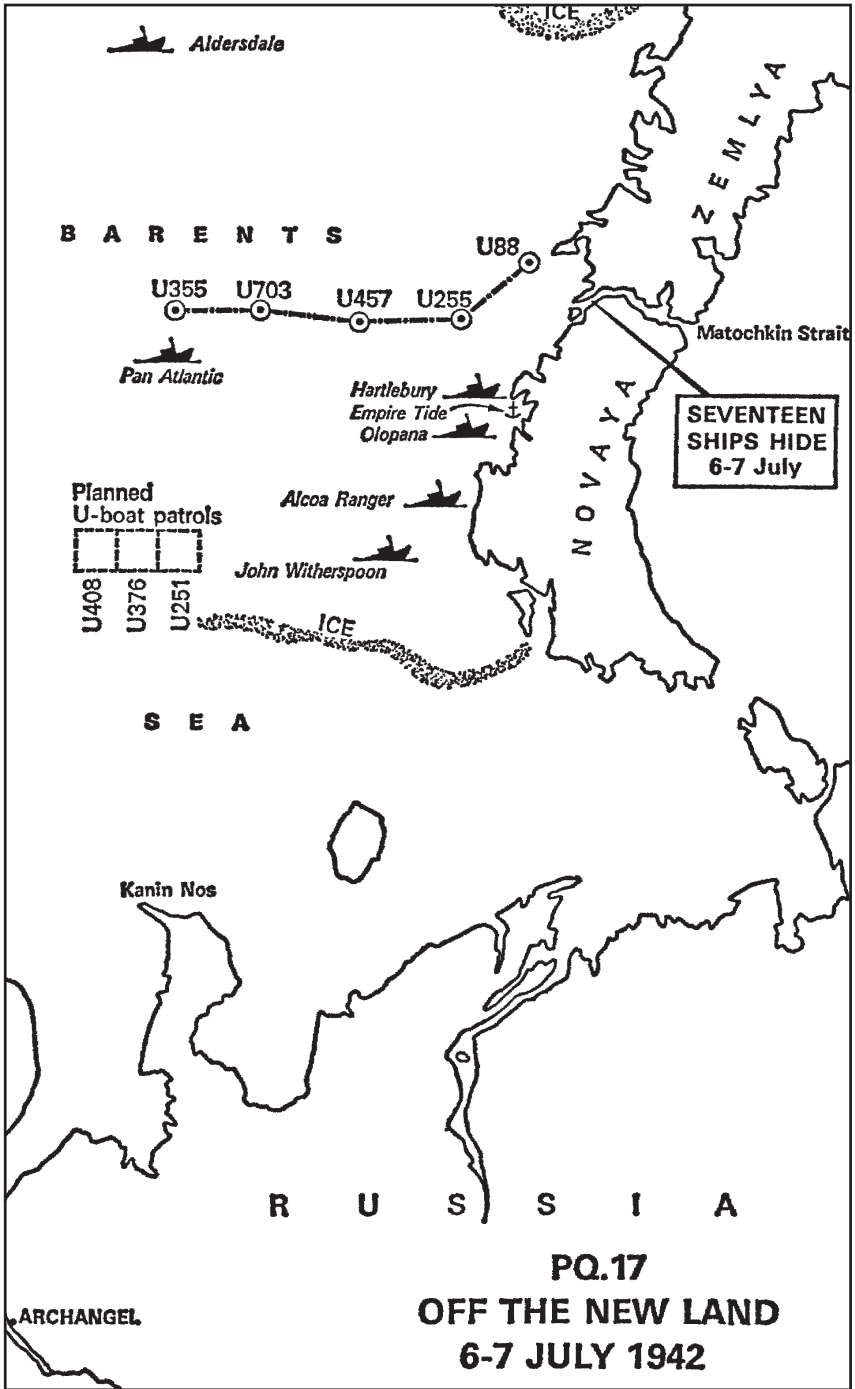 ICE
Aldersdale
ZEMLYA
BARENTS
U88
U355
U703
U457
U255
Matochkin Strait
Pan Atlantic
Hartlebury
Empire Tide
Olopana
SEVENTEEN
SHIPS HIDE
6-7 July
NOVAYA
Planned
U-boat patrols
Alcoa Ranger
John Witherspoon
U408
U376
U251
ICE
SEA
Kanin Nos
RUSSIA
PQ.17
OFF THE NEW LAND
6-7 JULY 1942
ARCHANGEL